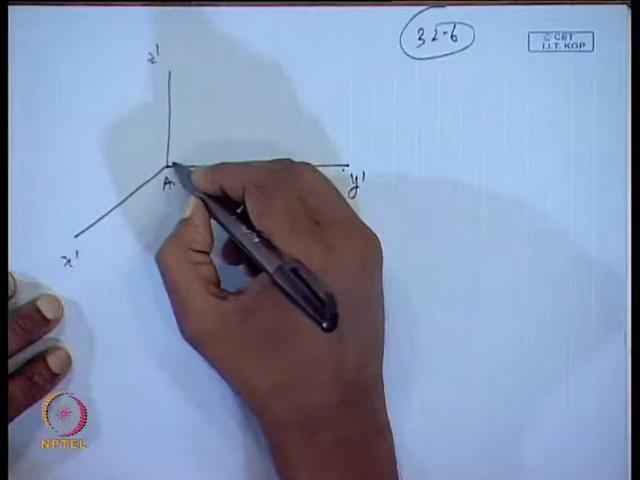 32-6
© CET
I.I.T. KGP
z'
A
y'
x'
NPTEL